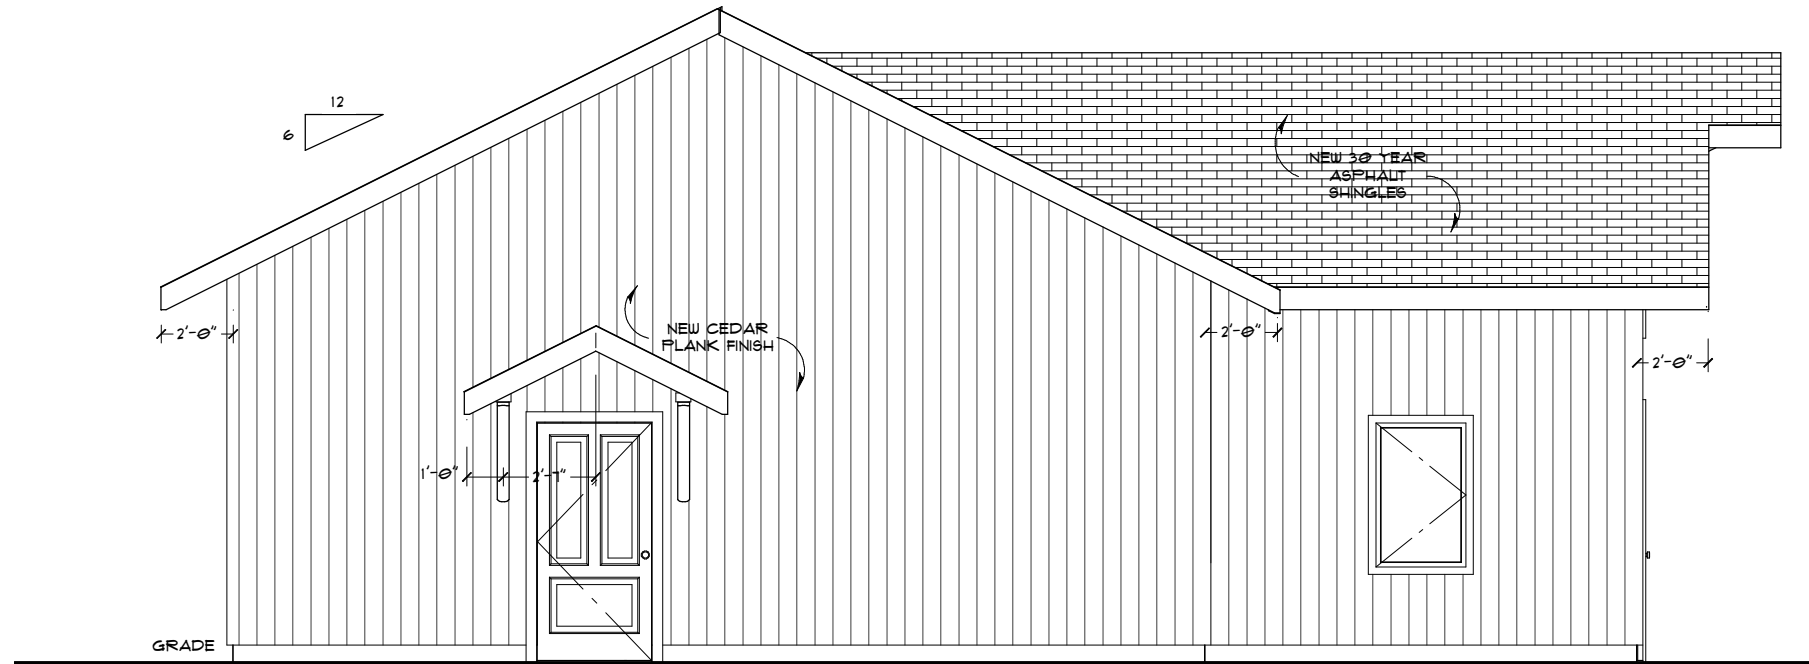 12
6
NEW 30 YEAR
ASPHALT
SHINGLES
2'-0"
NEW CEDAR
PLANK FINISH
2'-0"
2'-0"
1'-0"
2'-7"
GRADE